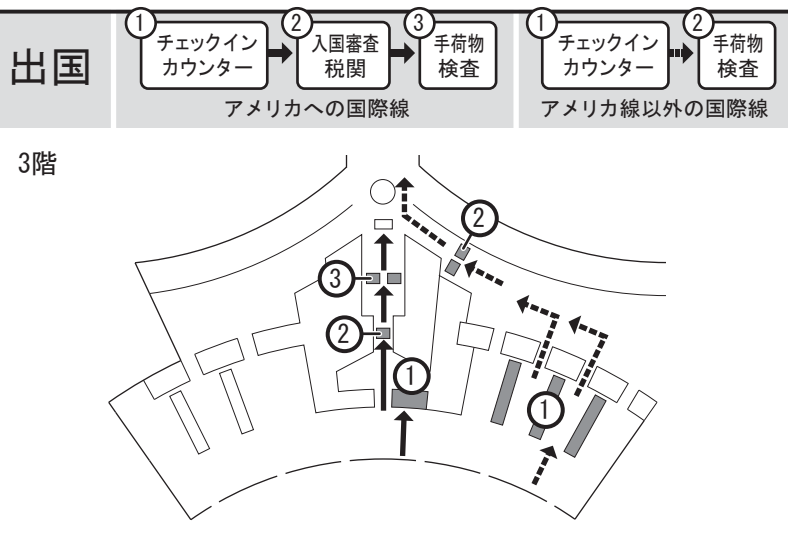 出国
① チェックイン
カウンター
② 入国審査
税関
③ 手荷物
検査
アメリカへの国際線
① チェックイン
カウンター
② 手荷物
検査
アメリカ線以外の国際線
3階
②
③
②
①
①